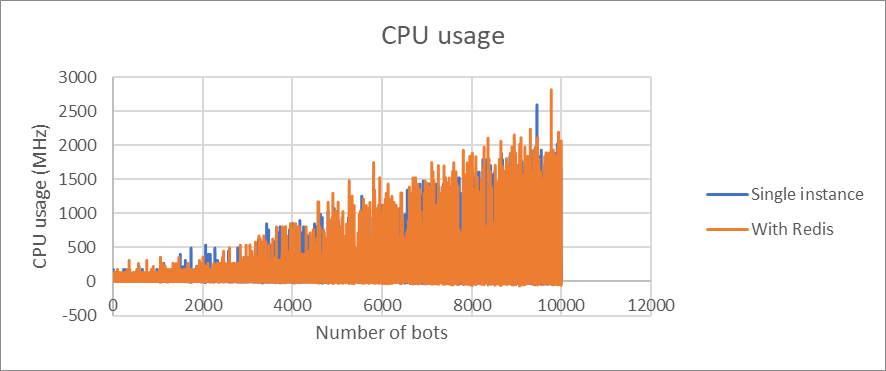 CPU usage
3000
2500
2000
1500
1000
500
0
-500
CPU usage (MHz)
0 2000 4000 6000 8000 10000 12000
Number of bots
Single instance
With Redis